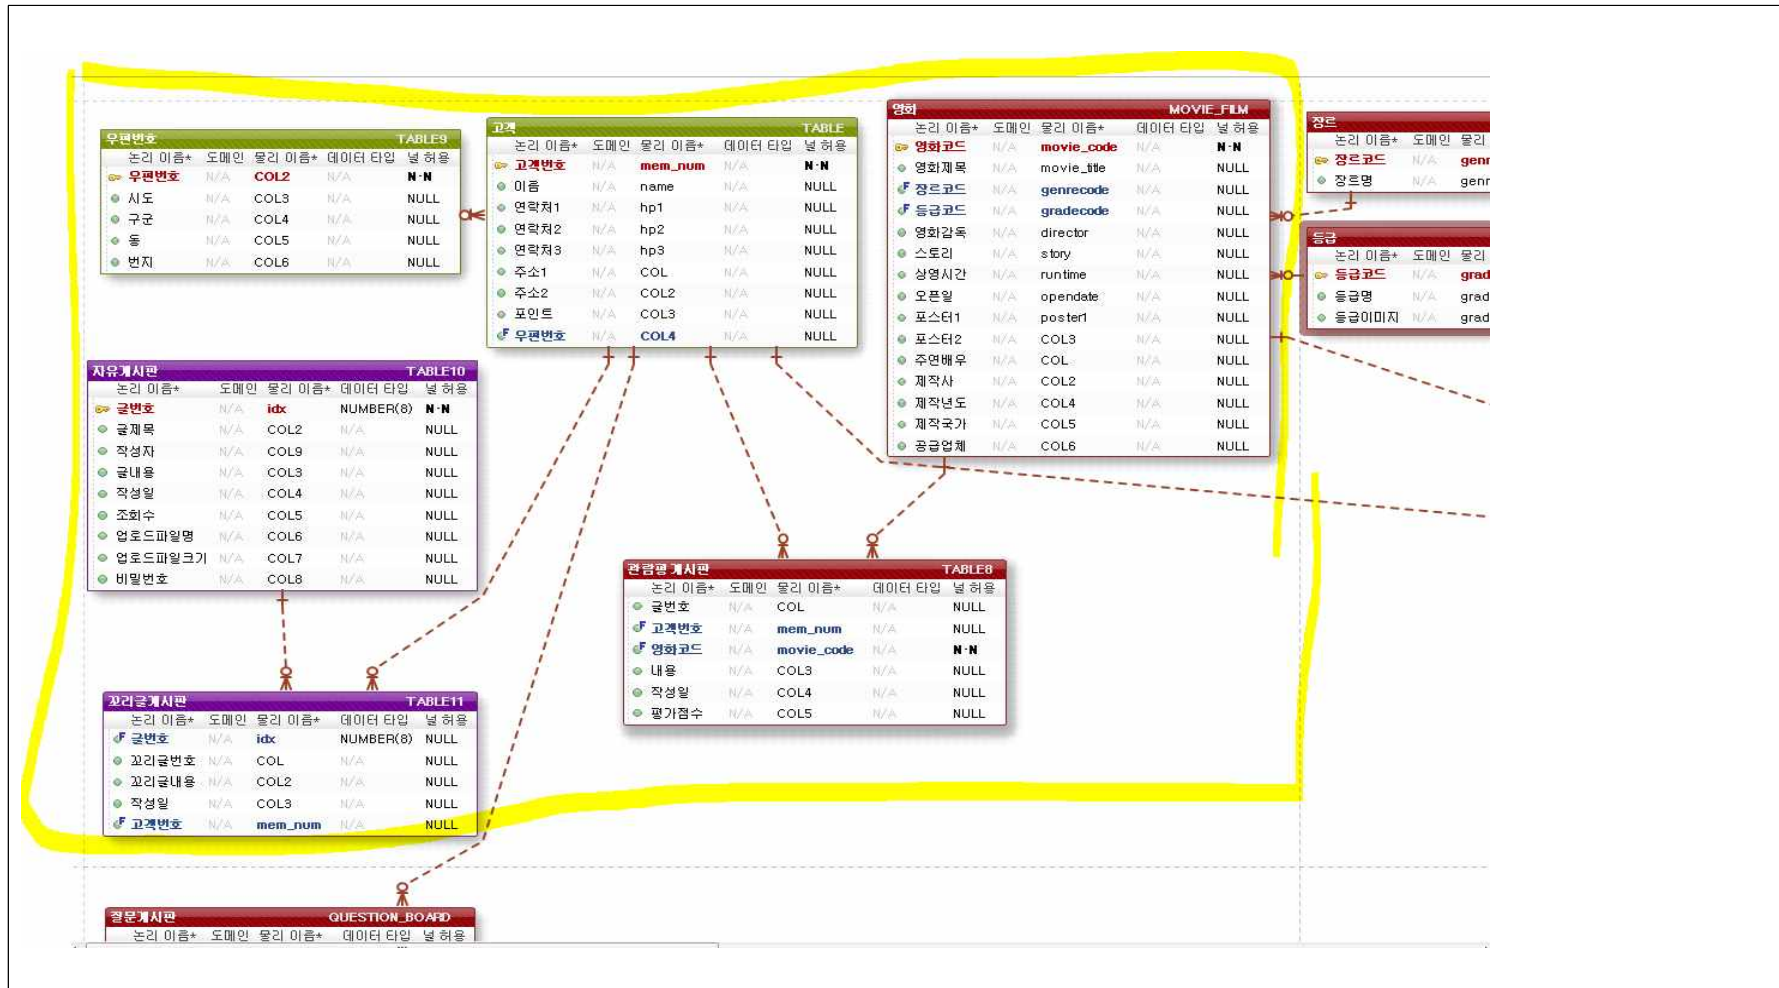 우편번호 TABLE9
논리 이름* 도메인 물리 이름* 데이터 타입 널 허용
우편번호 N/A COL2 N/A N·N
시도 N/A COL3 N/A NULL
구군 N/A COL4 N/A NULL
동 N/A COL5 N/A NULL
번지 N/A COL6 N/A NULL
고객 TABLE
논리 이름* 도메인 물리 이름* 데이터 타입 널 허용
고객번호 N/A mem_num N/A N·N
이름 N/A name N/A NULL
연락처1 N/A hp1 N/A NULL
연락처2 N/A hp2 N/A NULL
연락처3 N/A hp3 N/A NULL
주소1 N/A COL N/A NULL
주소2 N/A COL2 N/A NULL
포인트 N/A COL3 N/A NULL
우편번호 N/A COL4 N/A NULL
영화 MOVIE_FILM
논리 이름* 도메인 물리 이름* 데이터 타입 널 허용
영화코드 N/A movie_code N/A N·N
영화제목 N/A movie_title N/A NULL
장르코드 N/A genrecode N/A NULL
등급코드 N/A gradecode N/A NULL
영화감독 N/A director N/A NULL
스토리 N/A story N/A NULL
상영시간 N/A runtime N/A NULL
오픈일 N/A opendate N/A NULL
포스터1 N/A poster1 N/A NULL
포스터2 N/A COL3 N/A NULL
주연배우 N/A COL N/A NULL
제작사 N/A COL2 N/A NULL
제작년도 N/A COL4 N/A NULL
제작국가 N/A COL5 N/A NULL
공급업체 N/A COL6 N/A NULL
장르
논리 이름* 도메인 물리
장르코드 N/A genr
장르명 N/A genr
등급
논리 이름* 도메인 물리
등급코드 N/A grad
등급명 N/A grad
등급이미지 N/A grad
자유게시판 TABLE10
논리 이름* 도메인 물리 이름* 데이터 타입 널 허용
글번호 N/A idx NUMBER(8) N·N
글제목 N/A COL2 N/A NULL
작성자 N/A COL9 N/A NULL
글내용 N/A COL3 N/A NULL
작성일 N/A COL4 N/A NULL
조회수 N/A COL5 N/A NULL
업로드파일명 N/A COL6 N/A NULL
업로드파일크기 N/A COL7 N/A NULL
비밀번호 N/A COL8 N/A NULL
관람평 게시판 TABLE8
논리 이름* 도메인 물리 이름* 데이터 타입 널 허용
글번호 N/A COL N/A NULL
고객번호 N/A mem_num N/A NULL
영화코드 N/A movie_code N/A N·N
내용 N/A COL3 N/A NULL
작성일 N/A COL4 N/A NULL
평가점수 N/A COL5 N/A NULL
꼬리글게시판 TABLE11
논리 이름* 도메인 물리 이름* 데이터 타입 널 허용
글번호 N/A idx NUMBER(8) NULL
꼬리글번호 N/A COL N/A NULL
꼬리글내용 N/A COL2 N/A NULL
작성일 N/A COL3 N/A NULL
고객번호 N/A mem_num N/A NULL
질문게시판 QUESTION_BOARD
논리 이름* 도메인 물리 이름* 데이터 타입 널 허용